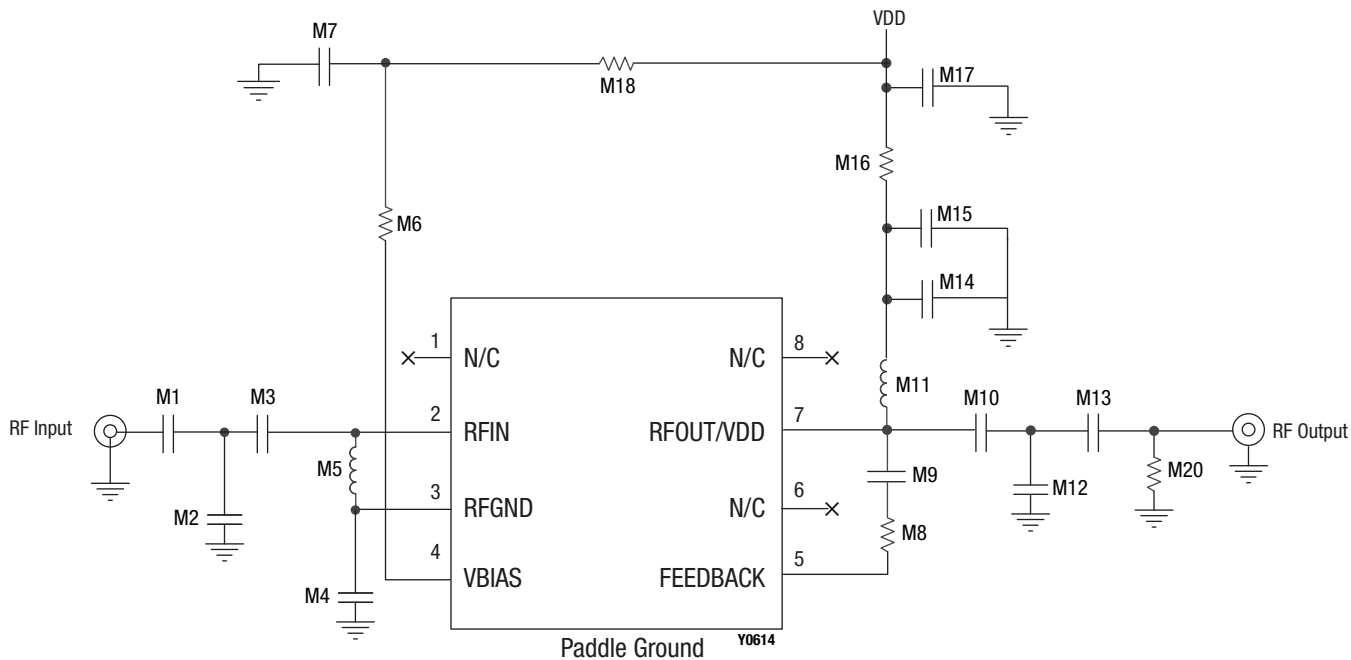 VDD
M7
M17
M18
M16
M6
M15
M14
1
N/C
8
N/C
M11
M1
M3
2
M10
M13
7
RF Input
RFIN
RFOUT/VDD
RF Output
M5
M9
M20
3
6
M12
RFGND
N/C
M2
M8
4
5
VBIAS
FEEDBACK
M4
Paddle Ground
Y0614